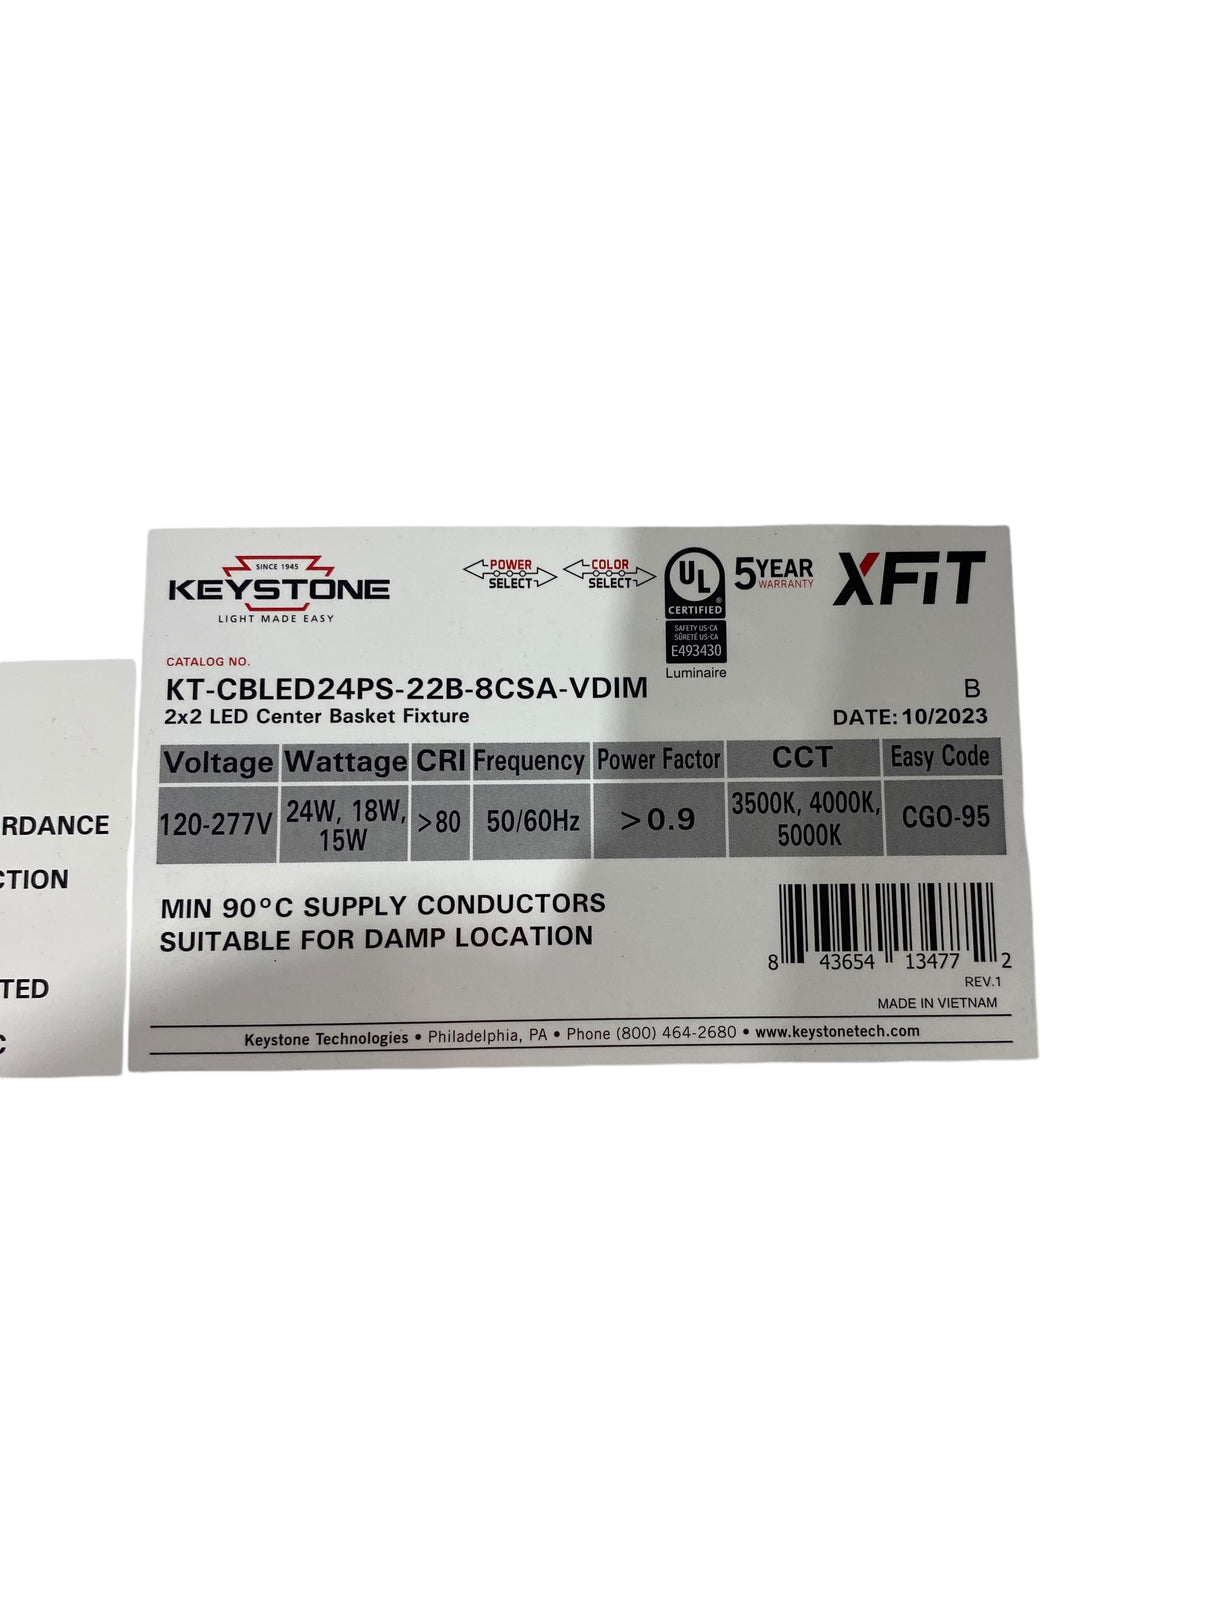 SINCE 1945
KEYSTONE
LIGHT MADE EASY
POWER
SELECT
COLOR
SELECT
UL
®
CERTIFIED
SAFETY US-CA
SÛRETÉ US-CA
E493430
Luminaire
5 YEAR
WARRANTY
XFIT
CATALOG NO.
KT-CBLED24PS-22B-8CSA-VDIM
B
2x2 LED Center Basket Fixture
DATE: 10/2023
Voltage Wattage CRI Frequency Power Factor CCT Easy Code
120-277V 24W, 18W, 15W >80 50/60Hz >0.9 3500K, 4000K, 5000K CGO-95
MIN 90°C SUPPLY CONDUCTORS
SUITABLE FOR DAMP LOCATION
8 43654 13477 2
REV.1
MADE IN VIETNAM
Keystone Technologies • Philadelphia, PA • Phone (800) 464-2680 • www.keystonetech.com
RDANCE
CTION
TED
C